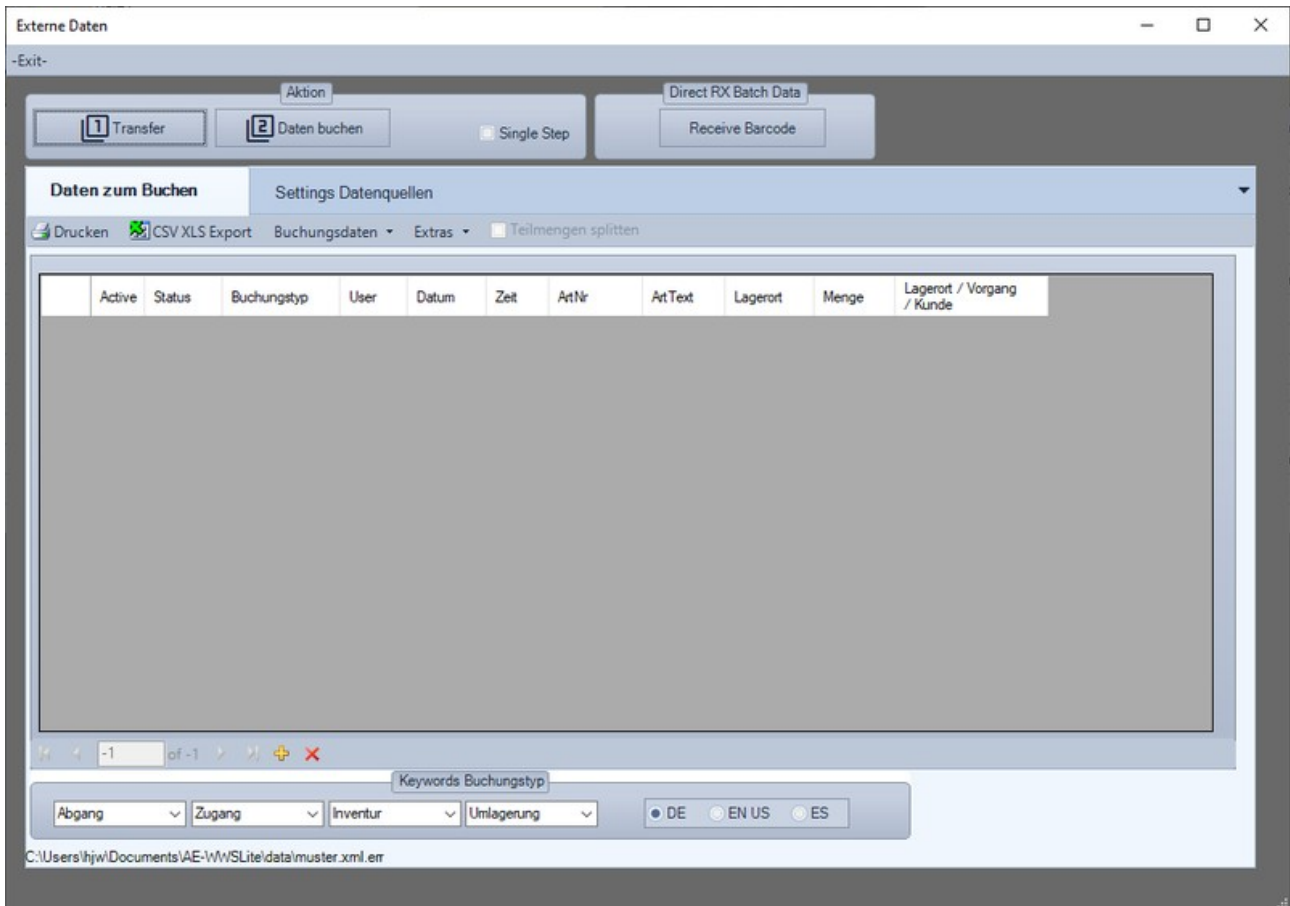 Externe Daten
-Exit-
Aktion
Direct RX Batch Data
1 Transfer
2 Daten buchen
Single Step
Receive Barcode
Daten zum Buchen
Settings Datenquellen
Drucken CSV XLS Export Buchungsdaten Extras Teilmengen splitten
Active Status Buchungstyp User Datum Zeit ArtNr ArtText Lagerort Menge Lagerort / Vorgang
/ Kunde
-1 of -1
Keywords Buchungstyp
Abgang Zugang Inventur Umlagerung DE EN US ES
C:\Users\hjw\Documents\AE-WWSLite\data\muster.xml.err